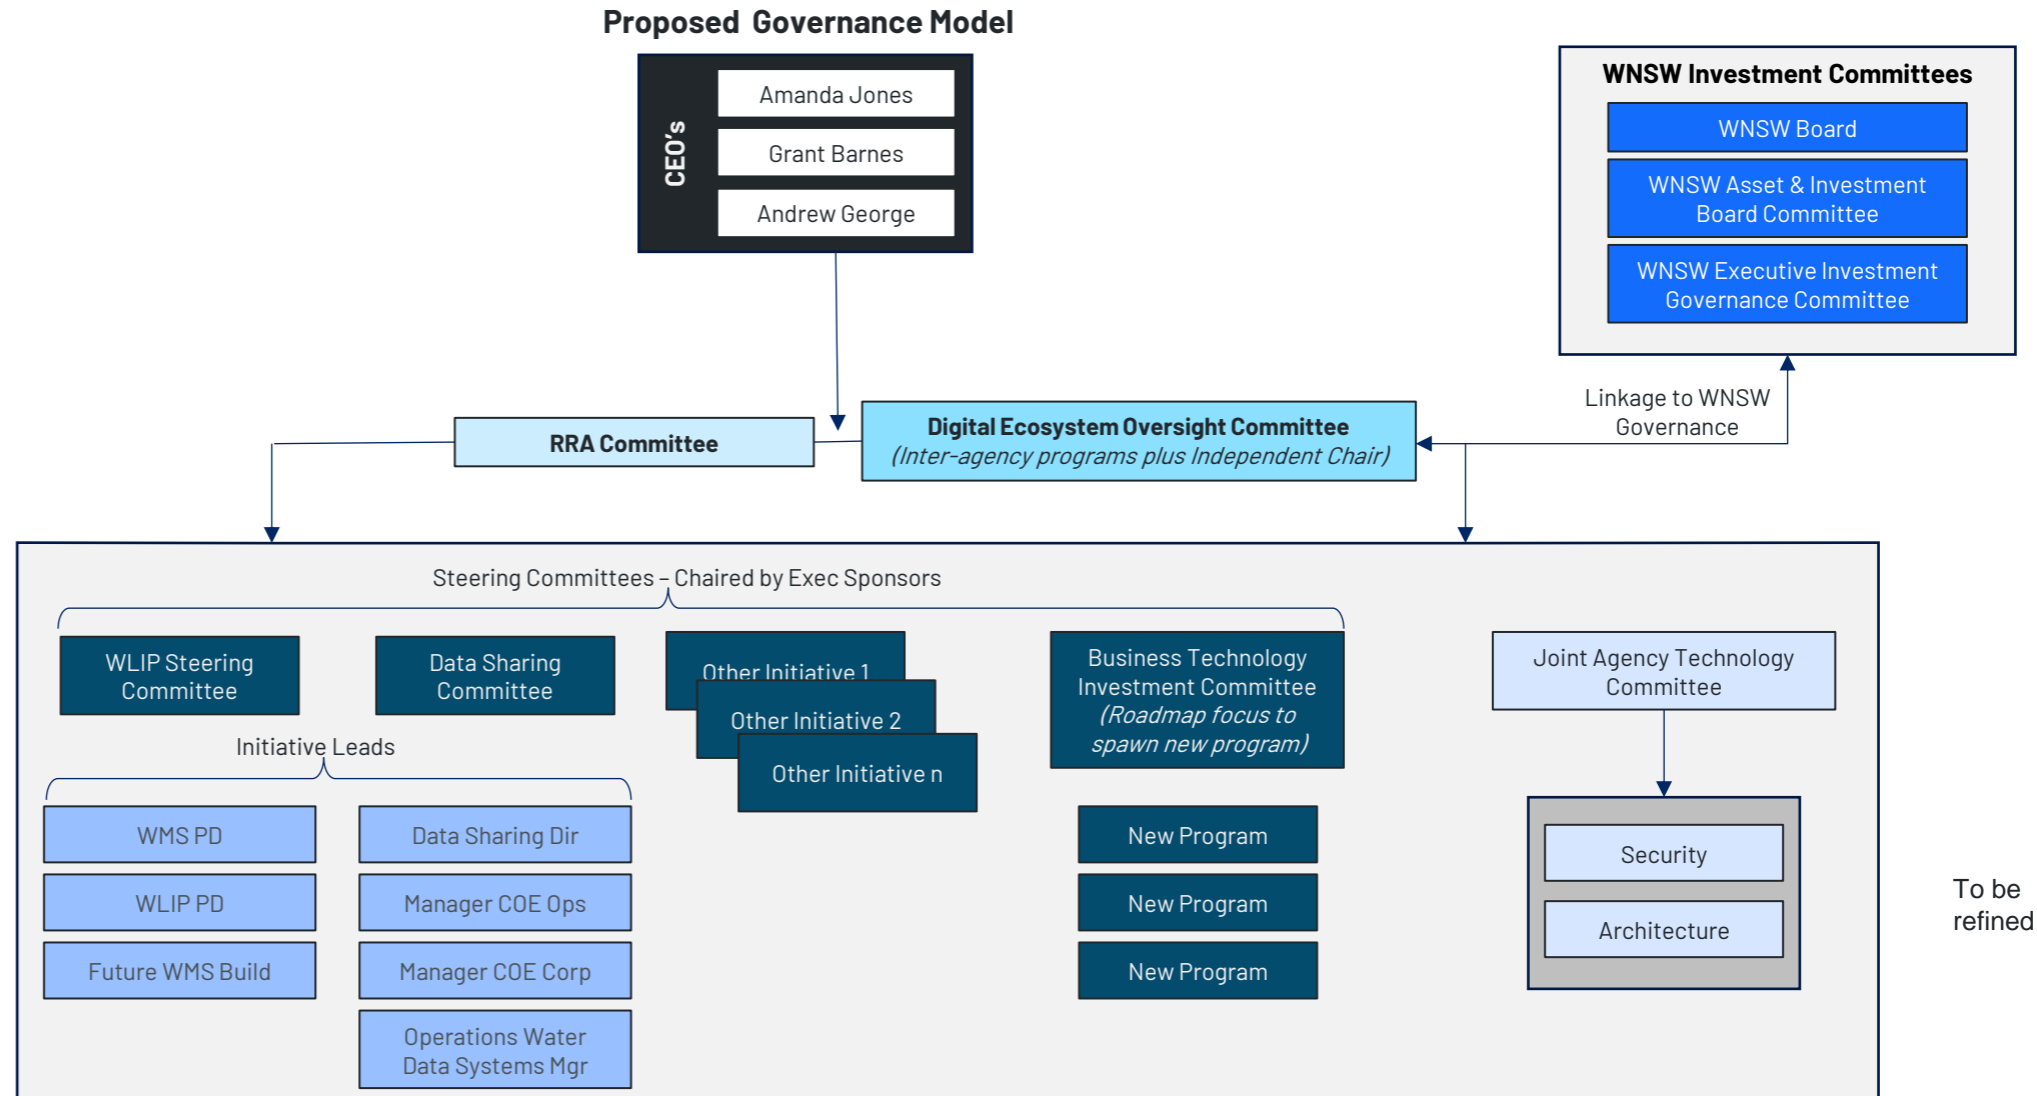 Proposed Governance Model
CEO's
Amanda Jones
Grant Barnes
Andrew George
WNSW Investment Committees
WNSW Board
WNSW Asset & Investment
Board Committee
WNSW Executive Investment
Governance Committee
Linkage to WNSW
Governance
RRA Committee
Digital Ecosystem Oversight Committee
(Inter-agency programs plus Independent Chair)
Steering Committees – Chaired by Exec Sponsors
WLIP Steering
Committee
Data Sharing
Committee
Other Initiative 1
Other Initiative 2
Other Initiative n
Business Technology
Investment Committee
(Roadmap focus to
spawn new program)
Joint Agency Technology
Committee
Initiative Leads
WMS PD
WLIP PD
Future WMS Build
Data Sharing Dir
Manager COE Ops
Manager COE Corp
Operations Water
Data Systems Mgr
New Program
New Program
New Program
Security
Architecture
To be
refined